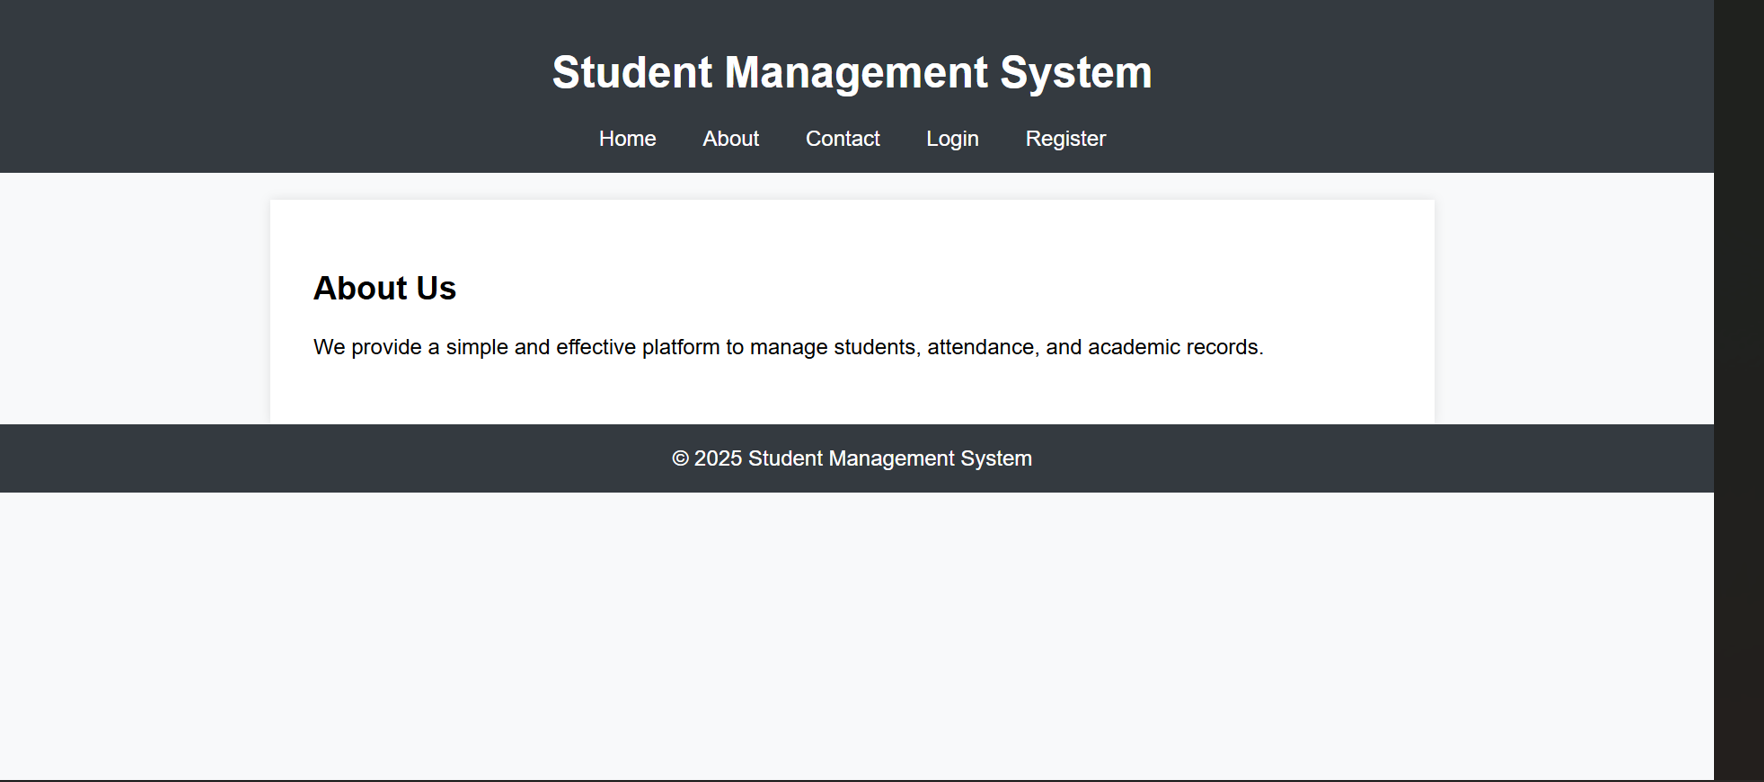 Student Management System
Home About Contact Login Register
About Us
We provide a simple and effective platform to manage students, attendance, and academic records.
© 2025 Student Management System